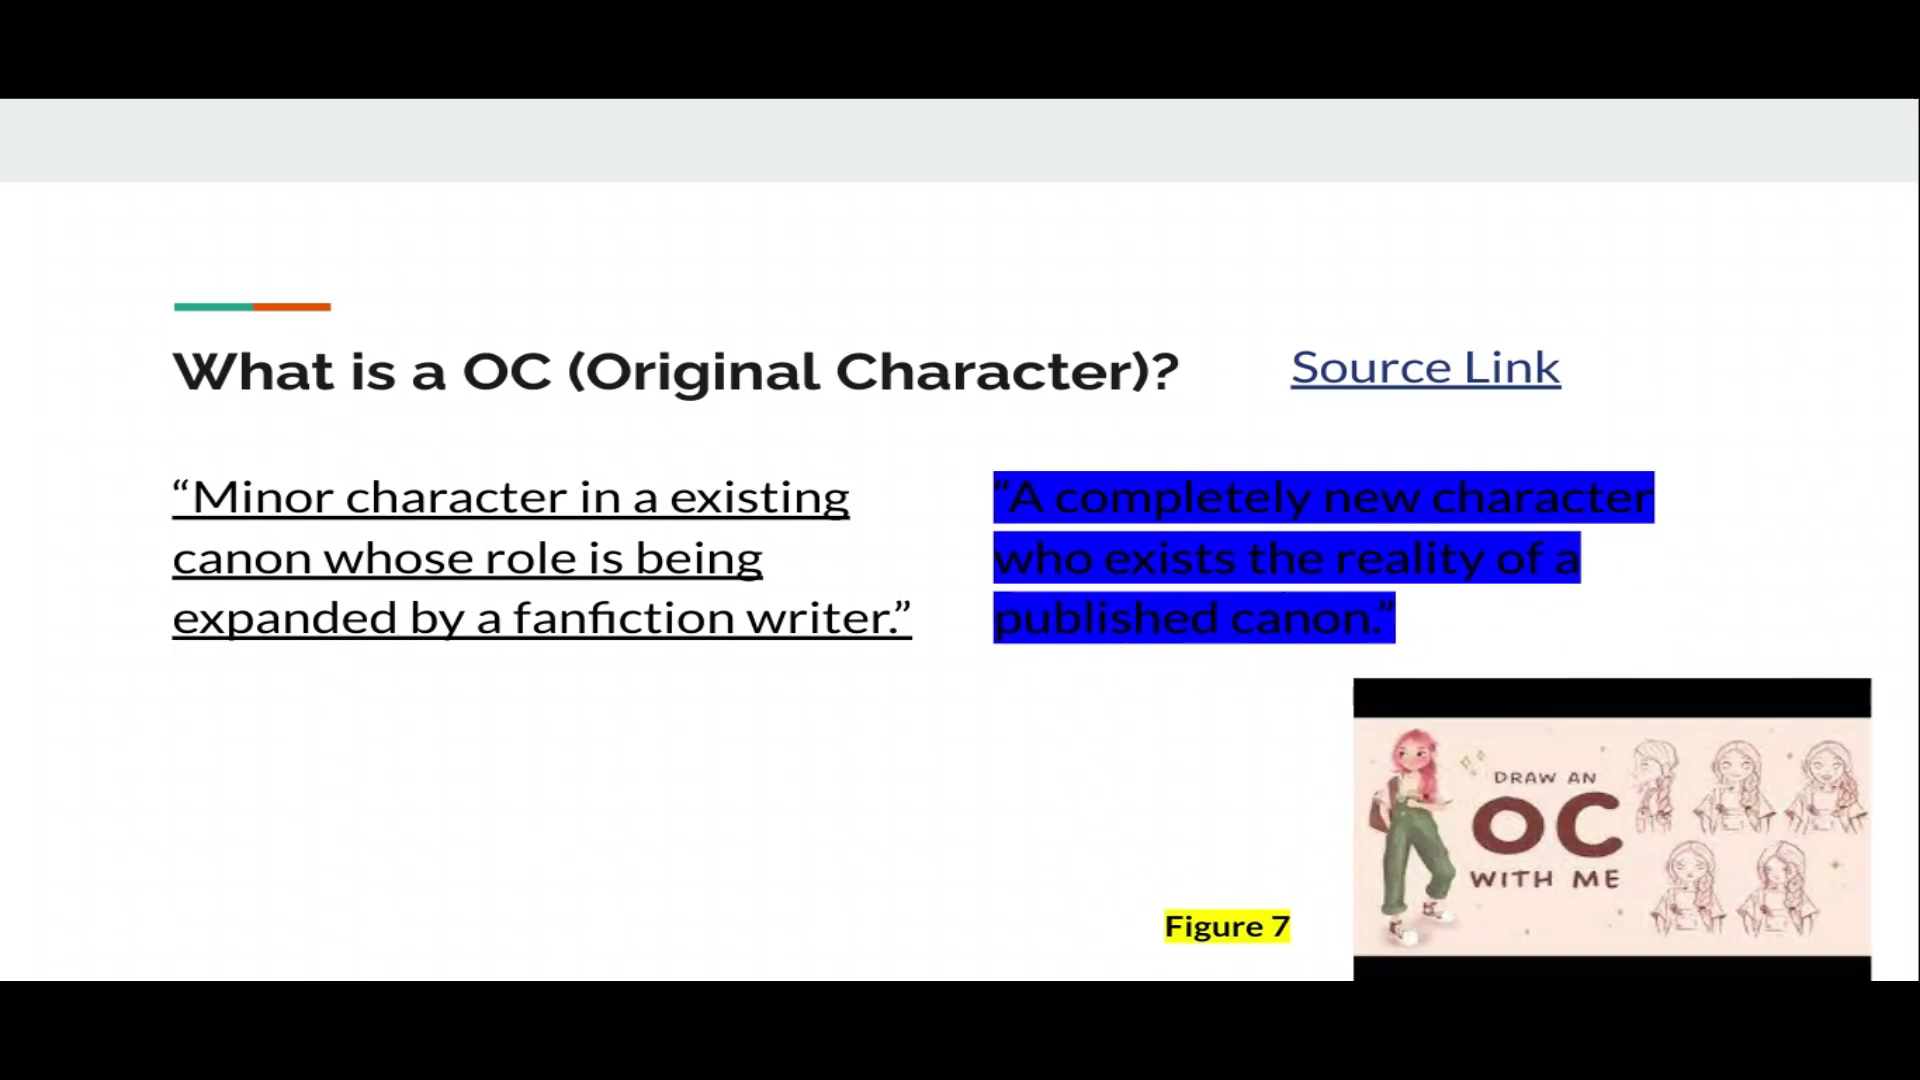 What is a OC (Original Character)?
Source Link
“Minor character in a existing
canon whose role is being
expanded by a fanfiction writer.”
“A completely new character
who exists the reality of a
published canon.”
Figure 7
DRAW AN
OC
WITH ME